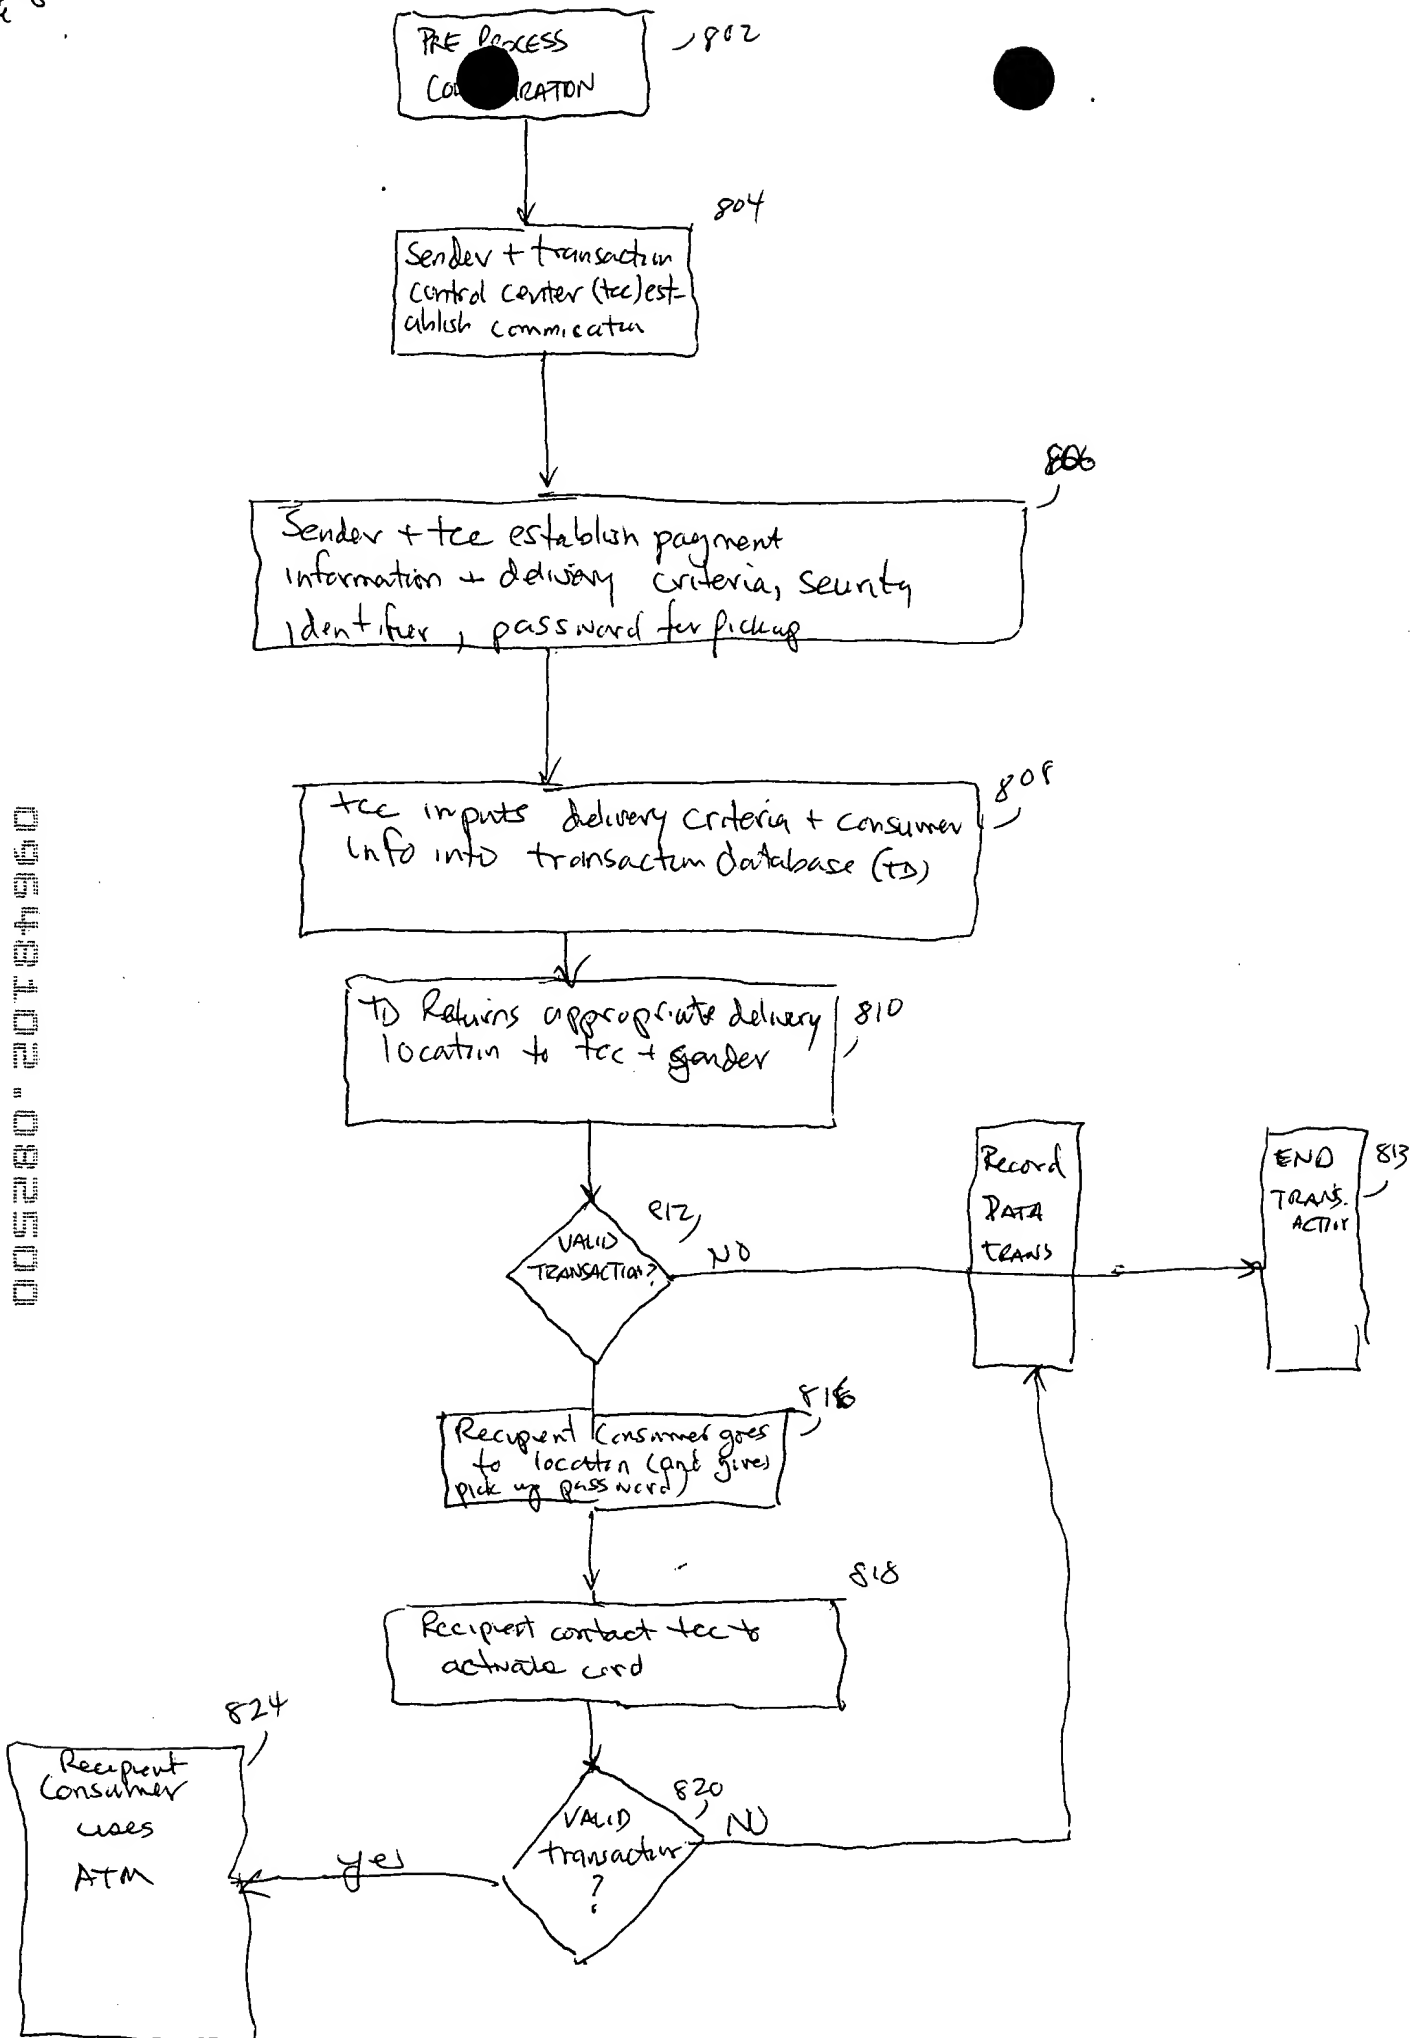 PRE PROCESS
802
804
Sender + transaction
control center (tcc) est-
ablish commication
806
Sender + tcc establish payment
information + delivery criteria, security
identifier, password for pickup
808
tcc inputs delivery criteria + consumer
info into transaction database (TD)
TD Returns appropriate delivery
810
location to tcc + sender
812
VALID
TRANSACTION?
NO
Record
DATA
TRANS
END
813
TRANS.
ACTION
816
Recipient Consumer goes
to location (and gives
pick up password)
818
Recipient contact tcc to
activate card
824
Recipient
Consumer
uses
ATM
yes
820
VALID
transaction
?
NO
09648102.082500